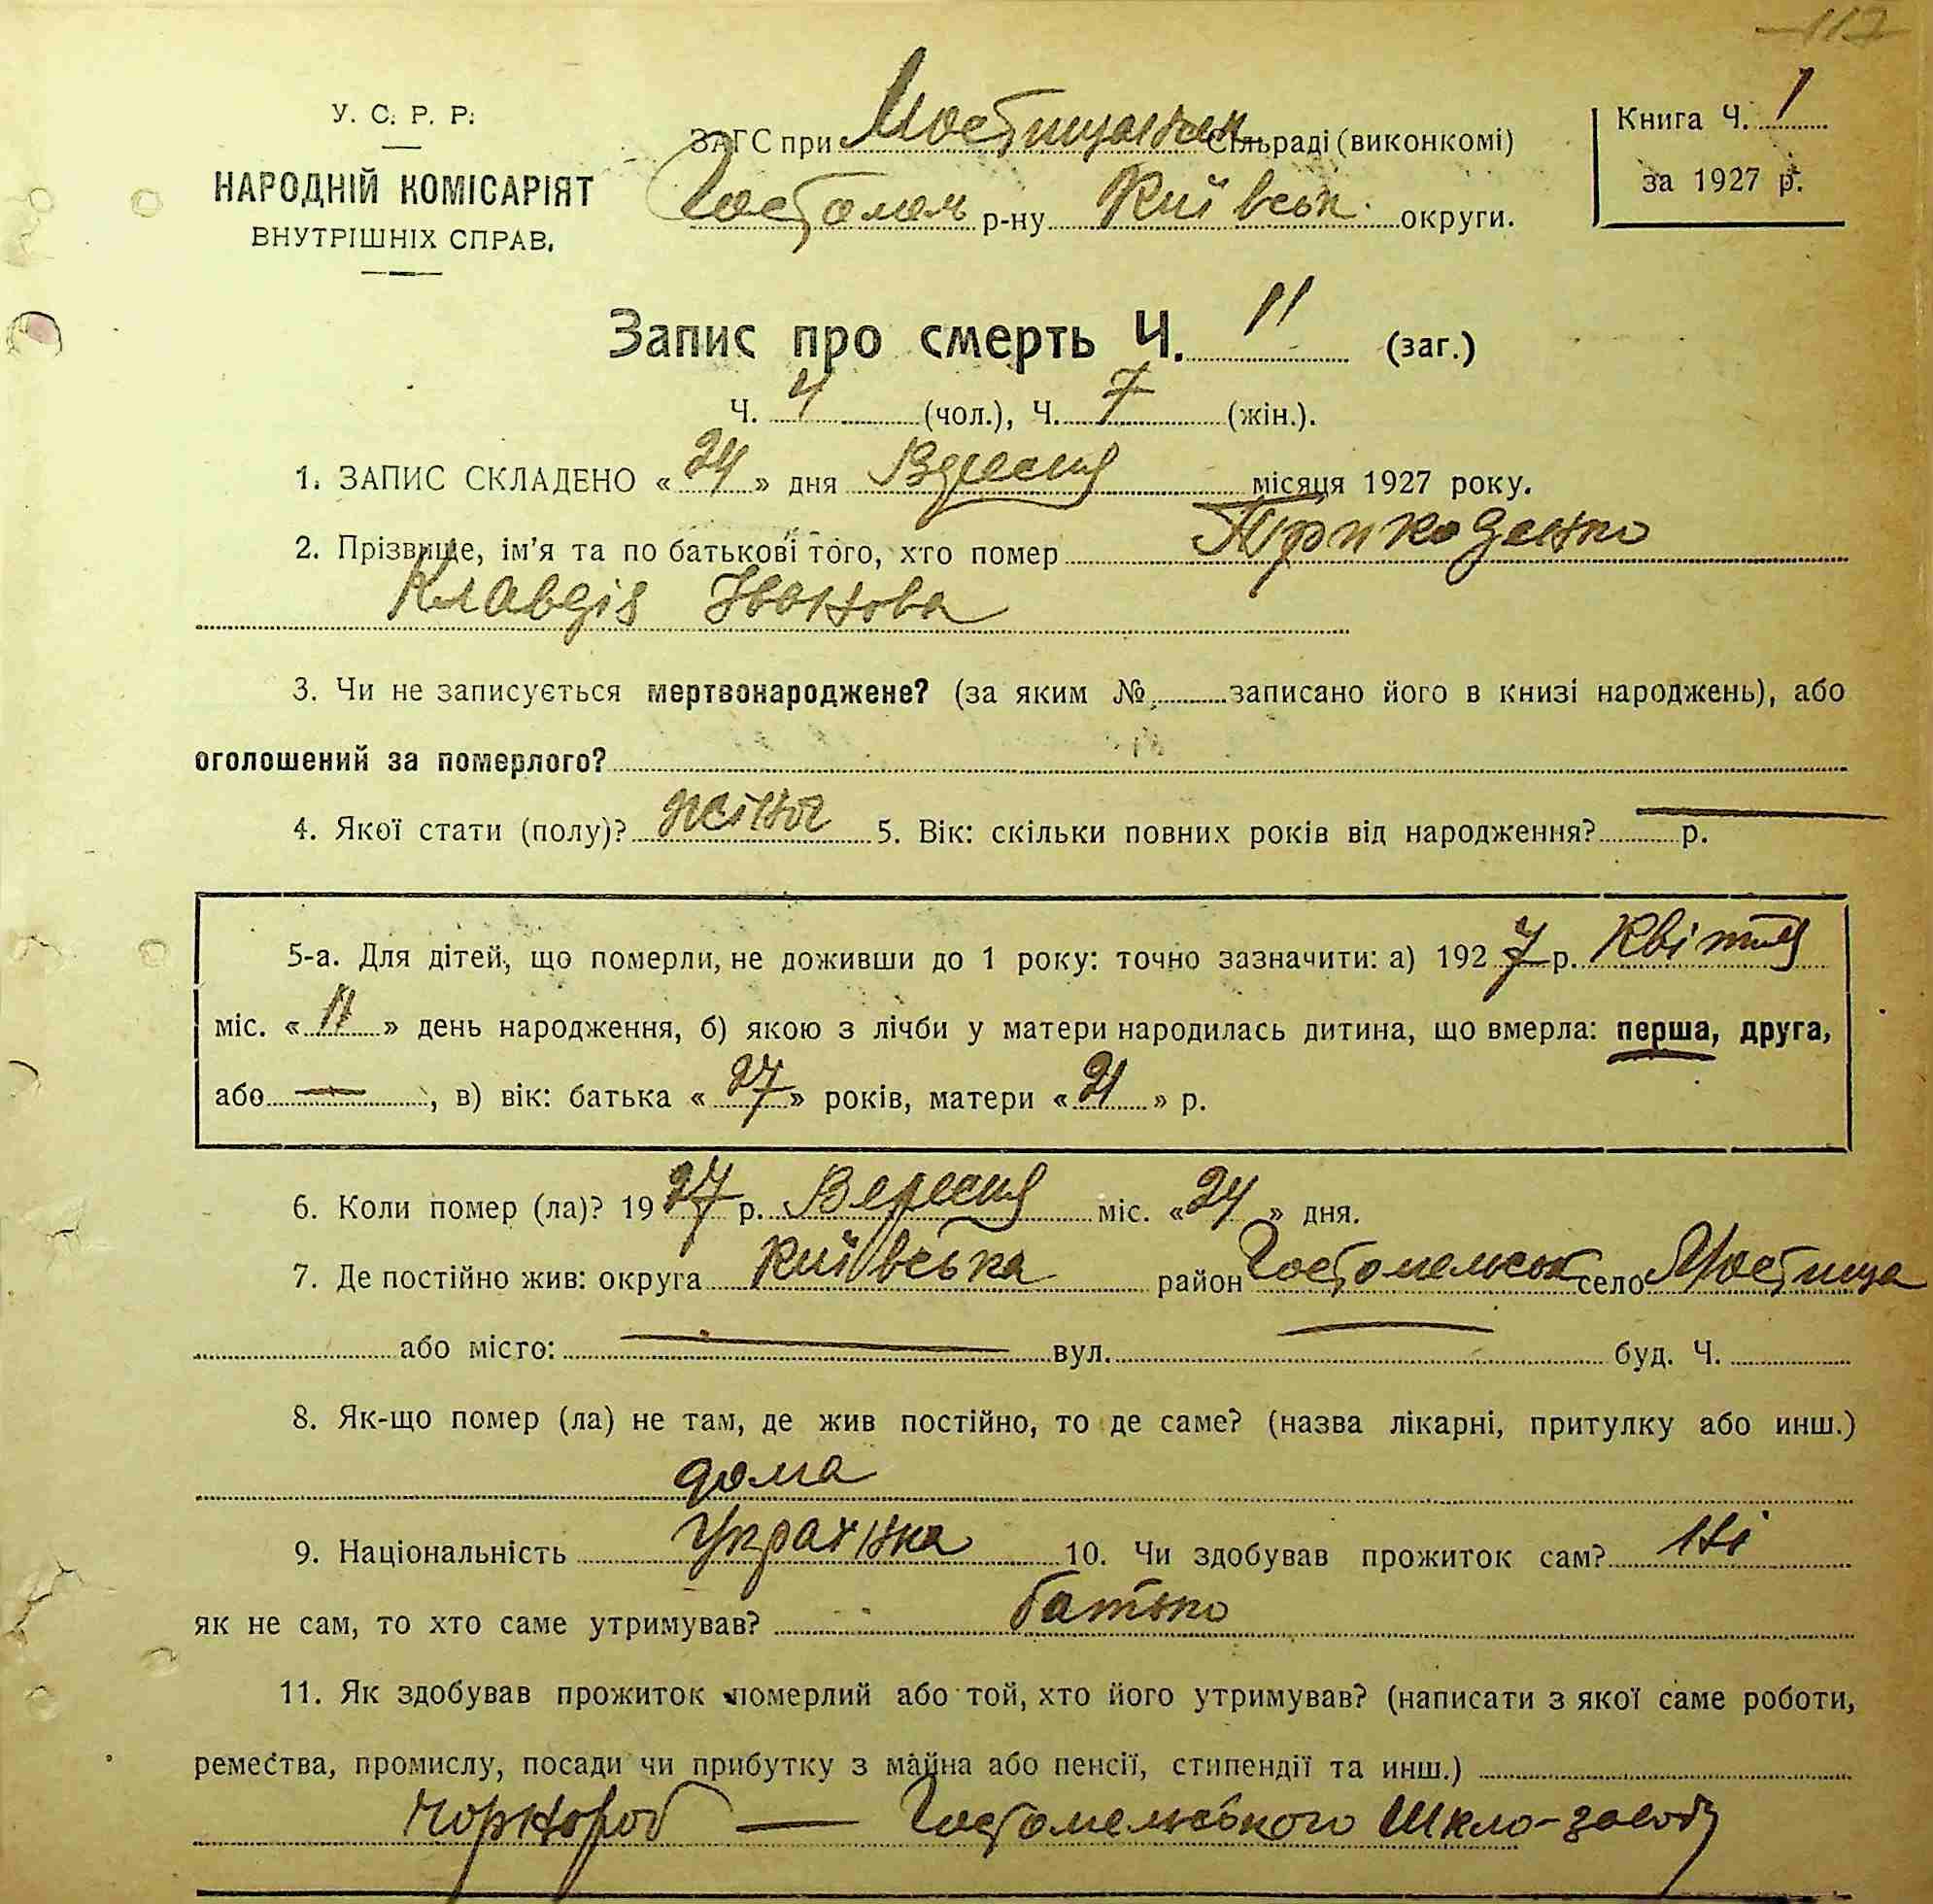 117
У. С. Р. Р.
НАРОДНІЙ КОМІСАРІЯТ
ВНУТРІШНІХ СПРАВ.
ЗАГС при Мостищанськ Сільраді (виконкомі)
Гостомел р-ну Київськ. округи.
Книга Ч. 1
за 1927 р.
Запис про смерть Ч. 11 (заг.)
Ч. 4 (чол.), Ч. 7 (жін.).
1. ЗАПИС СКЛАДЕНО «24» дня Вересня місяця 1927 року.
2. Прізвище, ім'я та по батькові того, хто помер
Клавдія Іванова
3. Чи не записується мертвонароджене? (за яким № записано його в книзі народжень), або
оголошений за померлого?
4. Якої стати (полу)? жіноч 5. Вік: скільки повних років від народження? — р.
5-а. Для дітей, що померли, не доживши до 1 року: точно зазначити: а) 1927 р. Квітня
міс. «11» день народження, б) якою з лічби у матери народилась дитина, що вмерла: перша, друга,
або —, в) вік: батька «27» років, матери «21» р.
6. Коли помер (ла)? 1927 р. Вересня міс. «24» дня.
7. Де постійно жив: округа Київська район Гостомельськ село Мостища
або місто: — вул. — буд. Ч.
8. Як-що помер (ла) не там, де жив постійно, то де саме? (назва лікарні, притулку або инш.)
дома
9. Національність Україінка 10. Чи здобував прожиток сам? Ні
як не сам, то хто саме утримував? батько
11. Як здобував прожиток померлий або той, хто його утримував? (написати з якої саме роботи,
ремества, промислу, посади чи прибутку з майна або пенсії, стипендії та инш.)
Чорнороб — Гостомельського Шкло-заводу